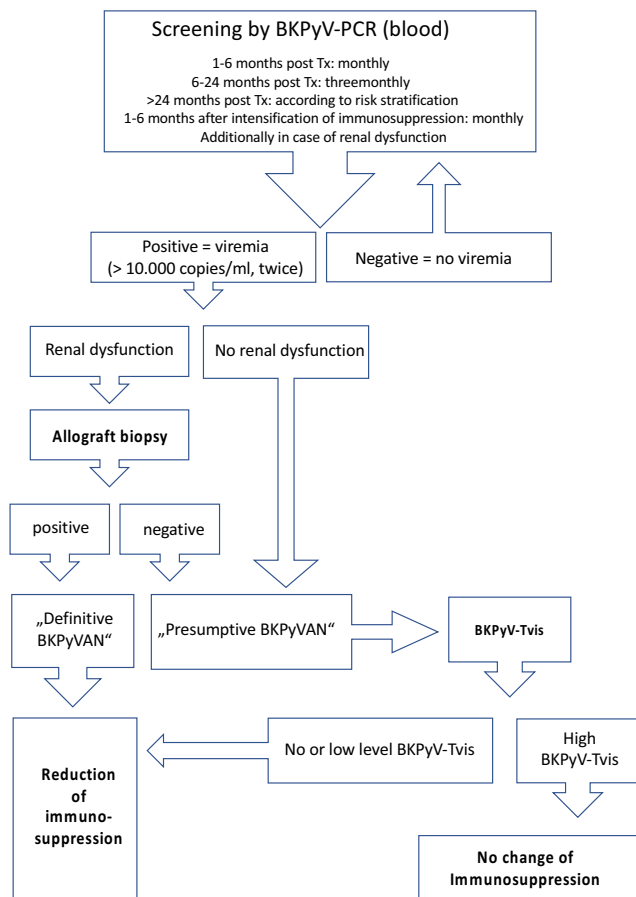 Screening by BKPyV-PCR (blood)
1-6 months post Tx: monthly
6-24 months post Tx: threemonthly
>24 months post Tx: according to risk stratification
1-6 months after intensification of immunosuppression: monthly
Additionally in case of renal dysfunction
Positive = viremia
(> 10.000 copies/ml, twice)
Negative = no viremia
Renal dysfunction
No renal dysfunction
Allograft biopsy
positive
negative
„Definitive
BKPyVAN“
„Presumptive BKPyVAN“
BKPyV-Tvis
No or low level BKPyV-Tvis
High
BKPyV-Tvis
Reduction
of
immuno-
suppression
No change of
Immunosuppression